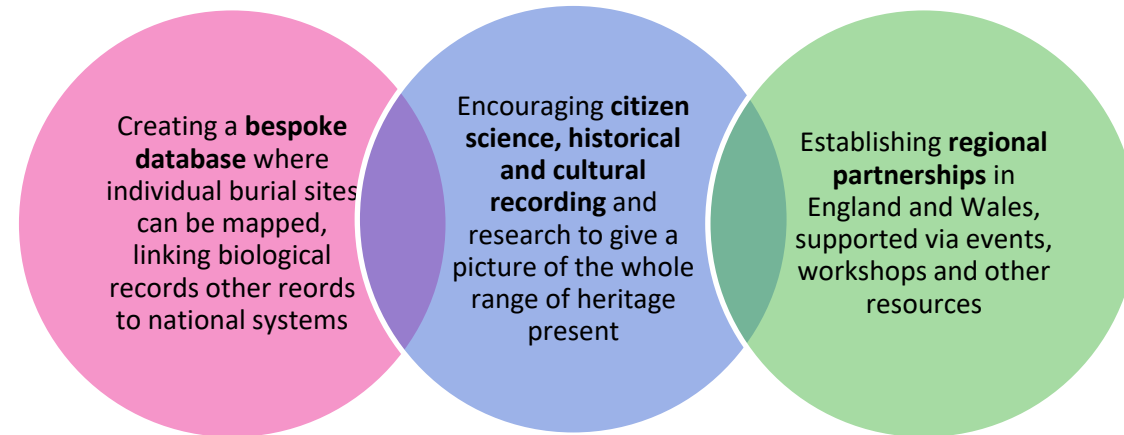 Creating a bespoke
database where
individual burial sites
can be mapped,
linking biological
records other reords
to national systems
Encouraging citizen
science, historical
and cultural
recording and
research to give a
picture of the whole
range of heritage
present
Establishing regional
partnerships in
England and Wales,
supported via events,
workshops and other
resources